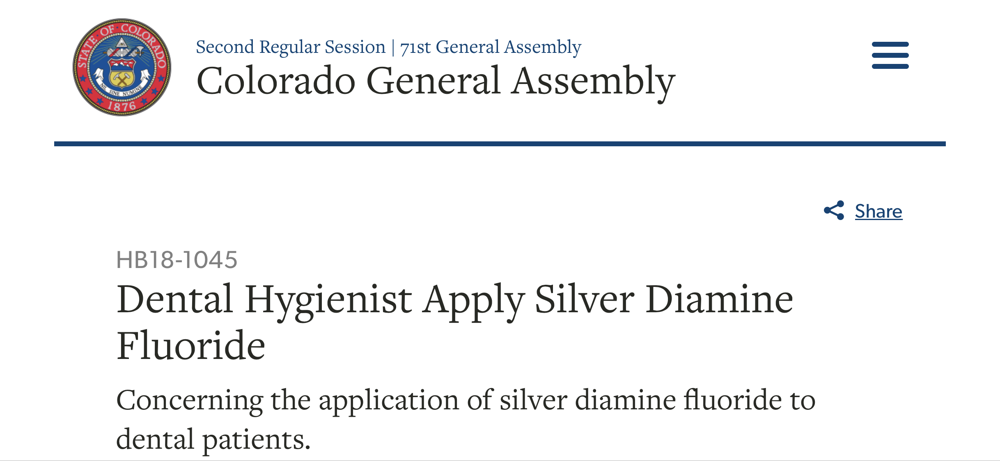 STATE · OF · COLORADO
NIL SINE NUMINE
1876
Second Regular Session | 71st General Assembly
Colorado General Assembly
Share
HB18-1045
Dental Hygienist Apply Silver Diamine
Fluoride
Concerning the application of silver diamine fluoride to
dental patients.